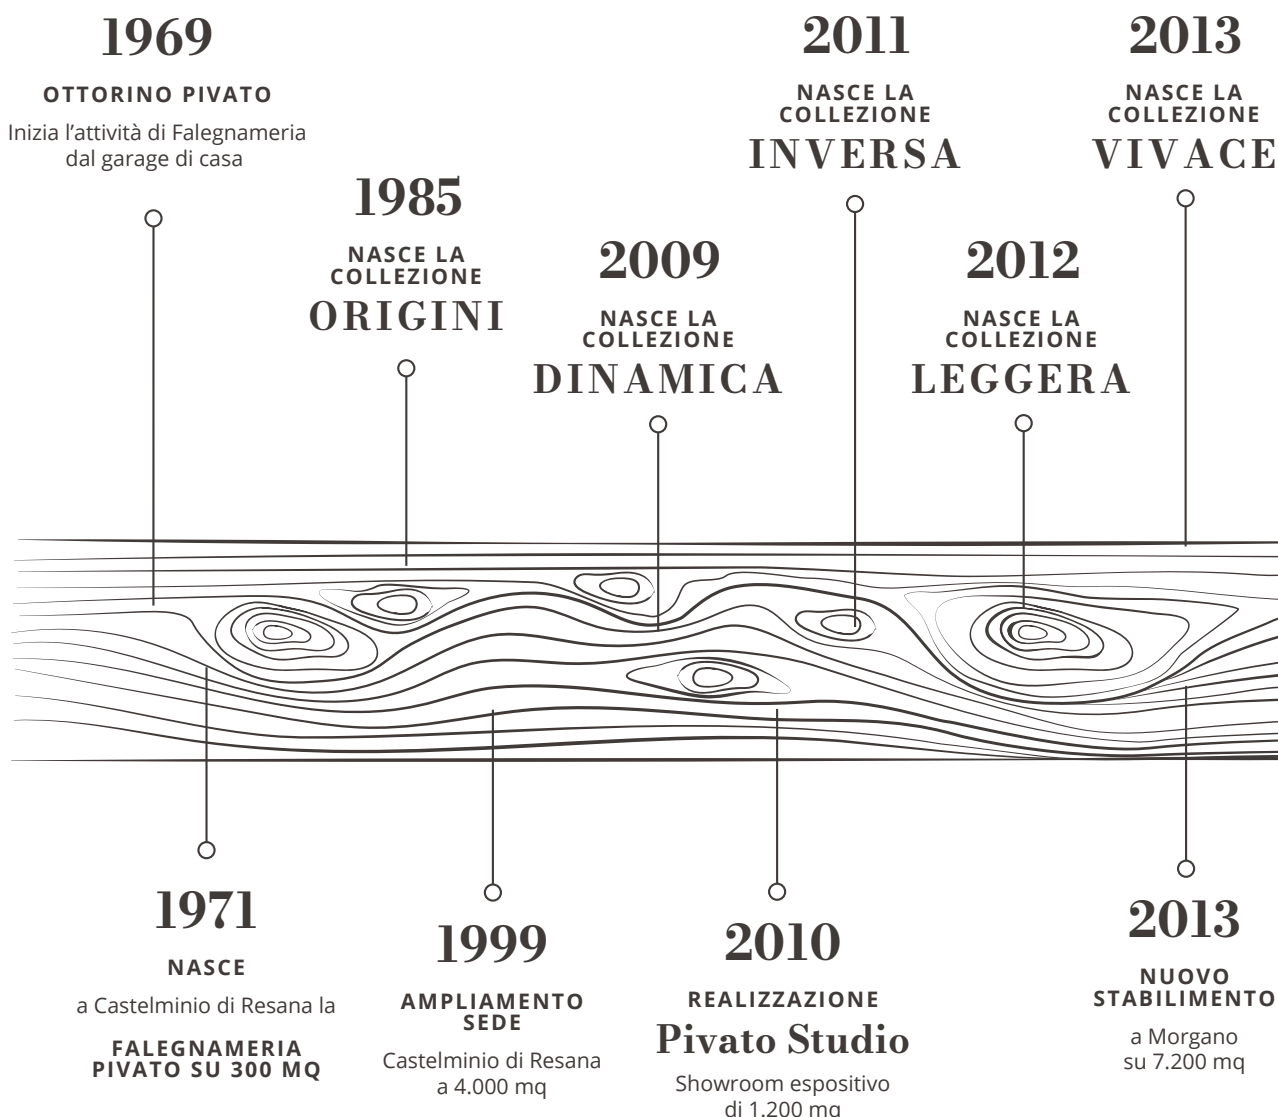 1969
OTTORINO PIVATO
Inizia l'attività di Falegnameria
dal garage di casa
1985
NASCE LA
COLLEZIONE
ORIGINI
2009
NASCE LA
COLLEZIONE
DINAMICA
2011
NASCE LA
COLLEZIONE
INVERSA
2012
NASCE LA
COLLEZIONE
LEGGERA
2013
NASCE LA
COLLEZIONE
VIVACE
1971
NASCE
a Castelminio di Resana la
FALEGNAMERIA
PIVATO SU 300 MQ
1999
AMPLIAMENTO
SEDE
Castelminio di Resana
a 4.000 mq
2010
REALIZZAZIONE
Pivato Studio
Showroom espositivo
di 1.200 mq
2013
NUOVO
STABILIMENTO
a Morgano
su 7.200 mq